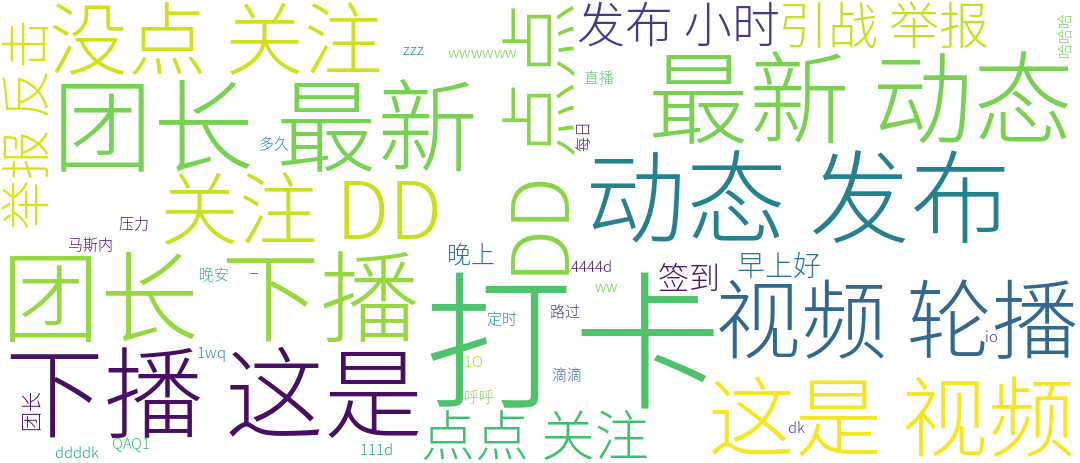 没点 关注
zzz
wwwwww
点点
发布 小时
引战 举报
哈哈哈
举报 反击
团长 最新
多久
直播
每日
最新 动态
关注 DD
DD
动态 发布
压力
马斯内
晚安
一
晚上
4444d
ww
签到
早上好
团长 下播
打卡
定时
路过
视频 轮播
io
下播 这是
1wq
1O
呼呼
滴滴
这是 视频
dk
团长
ddddk
QAQ1
111d
点点 关注